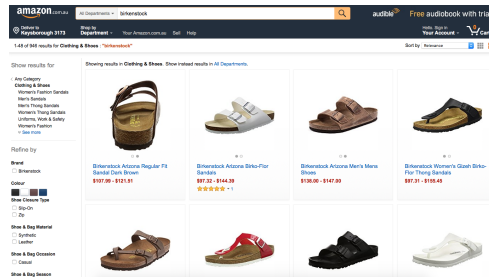 amazon.com.au
All Departments
birkenstock
audible
Free audiobook with tria
Deliver to
Keysborough 3173
Shop by
Department
Your Amazon.com.au
Sell
Help
Hello, Sign in
Your Account
Car
1-48 of 948 results for Clothing & Shoes : "birkenstock"
Sort by Relevance
Show results for
Any Category
Clothing & Shoes
Women's Fashion Sandals
Men's Sandals
Men's Thong Sandals
Women's Thong Sandals
Uniforms, Work & Safety
Women's Fashion
See more
Refine by
Brand
Birkenstock
Colour
Shoe Closure Type
Slip-On
Zip
Shoe & Bag Material
Synthetic
Leather
Shoe & Bag Occasion
Casual
Shoe & Bag Season
Showing results in Clothing & Shoes. Show instead results in All Departments.
Birkenstock Arizona Regular Fit
Sandal Dark Brown
$107.99 - $121.51
Birkenstock Arizona Birko-Flor
Sandals
$97.32 - $144.39
1
Birkenstock Arizona Men's Mens
Shoes
$138.00 - $147.00
Birkenstock Women's Gizeh Birko-
Flor Thong Sandals
$97.31 - $159.45